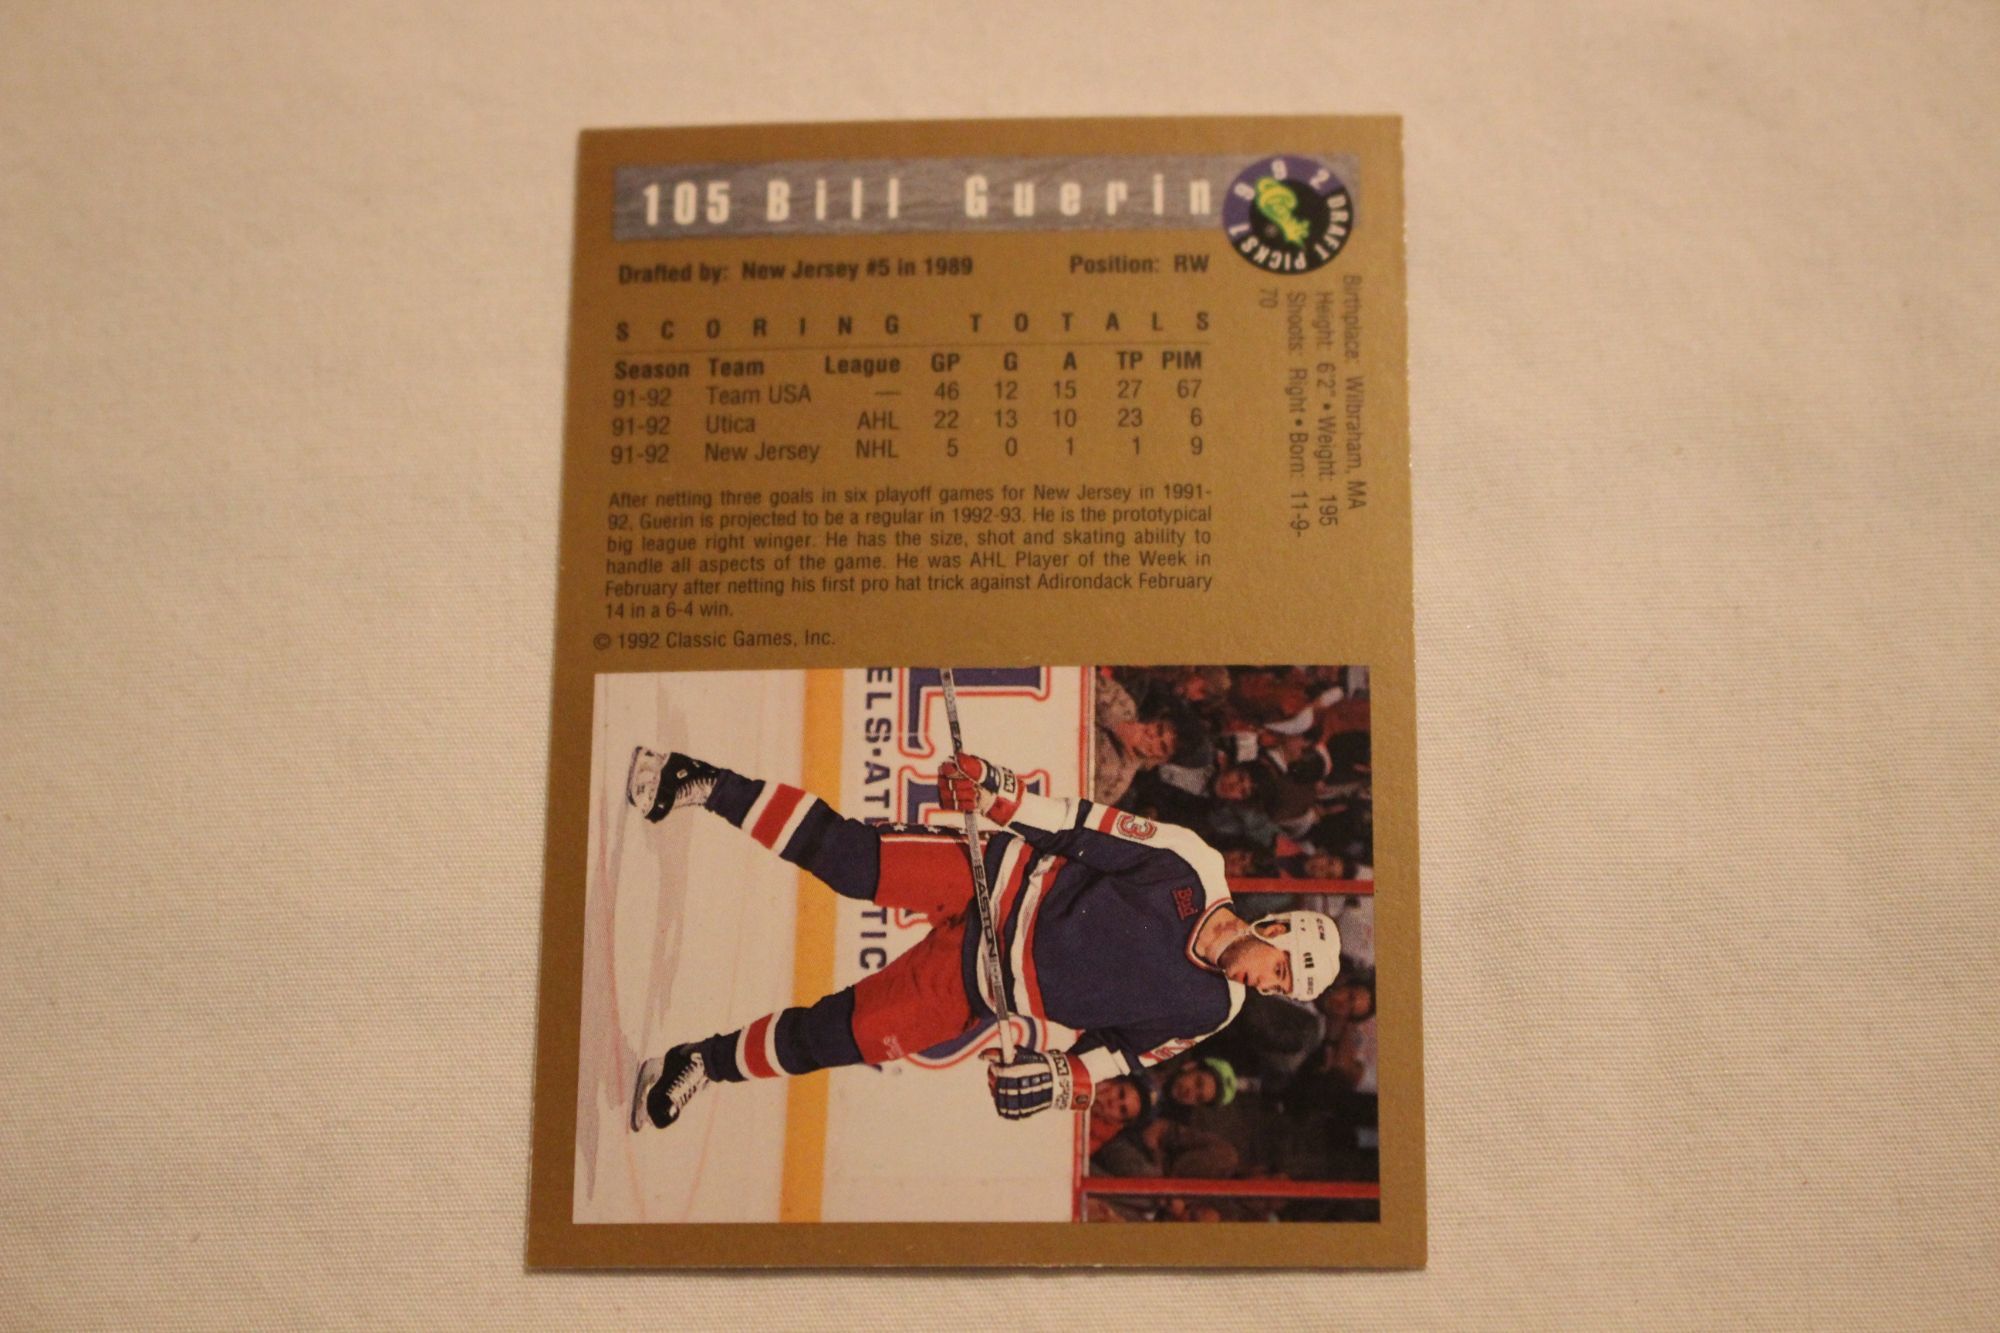 105 Bill Guerin
1992 DRAFT PICKS
Classic
Drafted by: New Jersey #5 in 1989 Position: RW
SCORING TOTALS
Season Team League GP G A TP PIM
91-92 Team USA — 46 12 15 27 67
91-92 Utica AHL 22 13 10 23 6
91-92 New Jersey NHL 5 0 1 1 9
After netting three goals in six playoff games for New Jersey in 1991-
92, Guerin is projected to be a regular in 1992-93. He is the prototypical
big league right winger. He has the size, shot and skating ability to
handle all aspects of the game. He was AHL Player of the Week in
February after netting his first pro hat trick against Adirondack February
14 in a 6-4 win.
© 1992 Classic Games, Inc.
Birthplace: Wilbraham, MA
Height: 6'2" • Weight: 195
Shoots: Right • Born: 11-9-
70
ELS·AT
TIC
EASTON
Bud
CCM
3